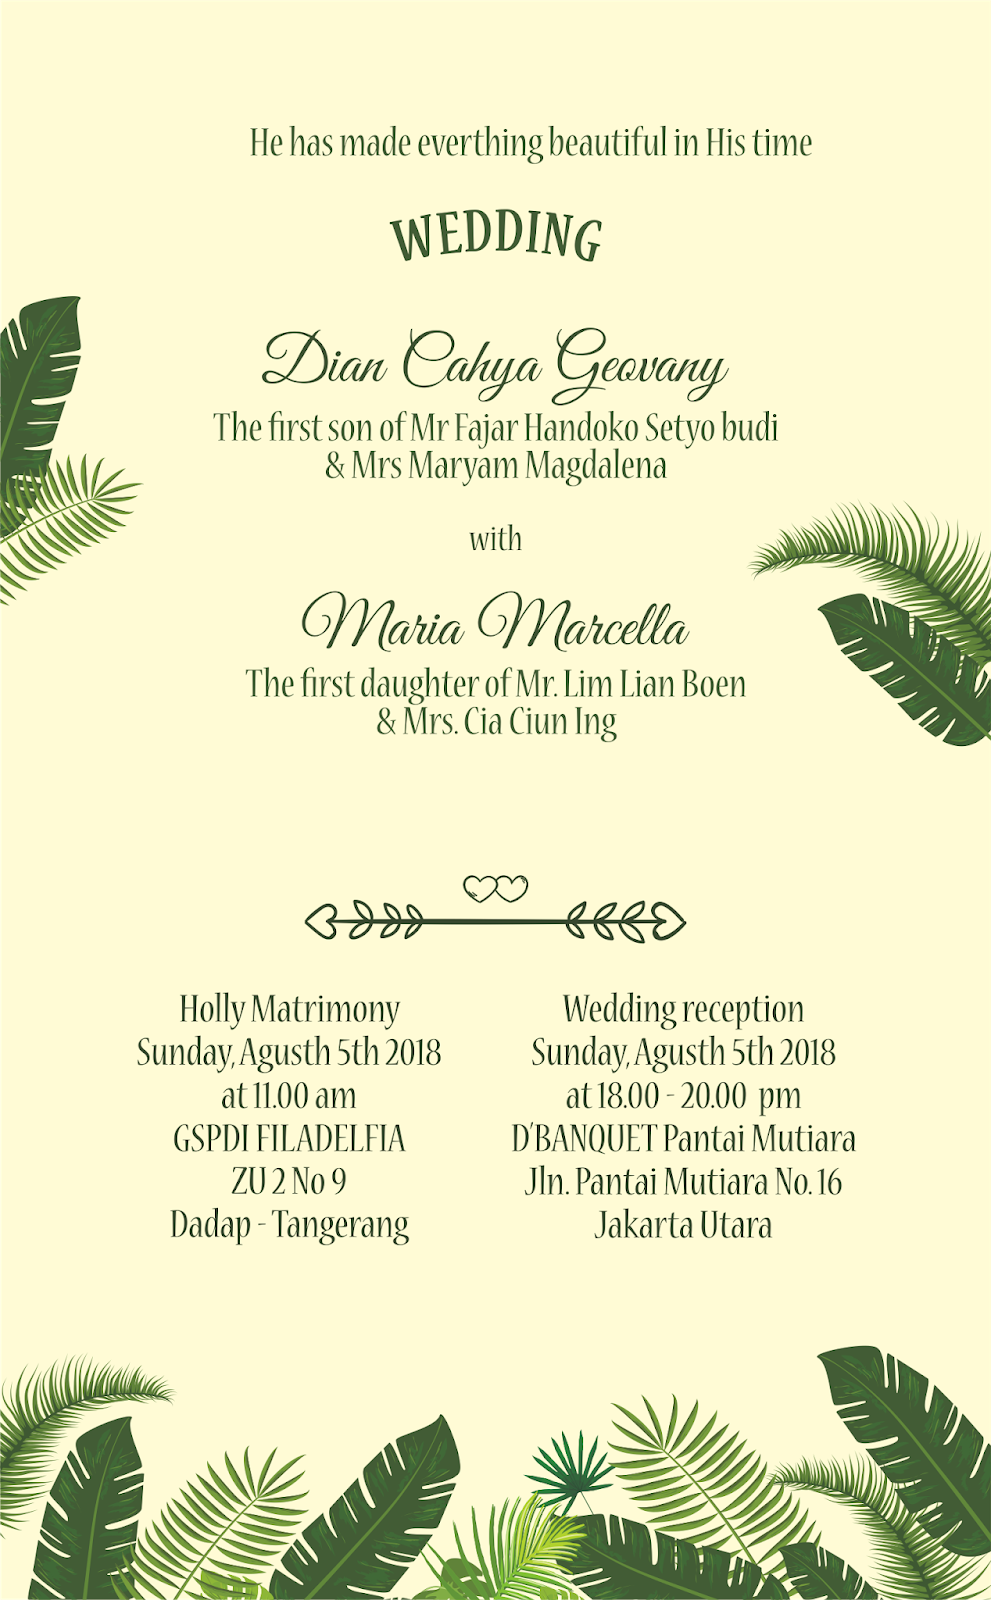 He has made everthing beautiful in His time
WEDDING
Dian Cahya Geovany
The first son of Mr Fajar Handoko Setyo budi
& Mrs Maryam Magdalena
with
Maria Marcella
The first daughter of Mr. Lim Lian Boen
& Mrs. Cia Ciun Ing
Holly Matrimony
Sunday, Agusth 5th 2018
at 11.00 am
GSPDI FILADELFIA
ZU 2 No 9
Dadap - Tangerang
Wedding reception
Sunday, Agusth 5th 2018
at 18.00 - 20.00 pm
D'BANQUET Pantai Mutiara
Jln. Pantai Mutiara No. 16
Jakarta Utara